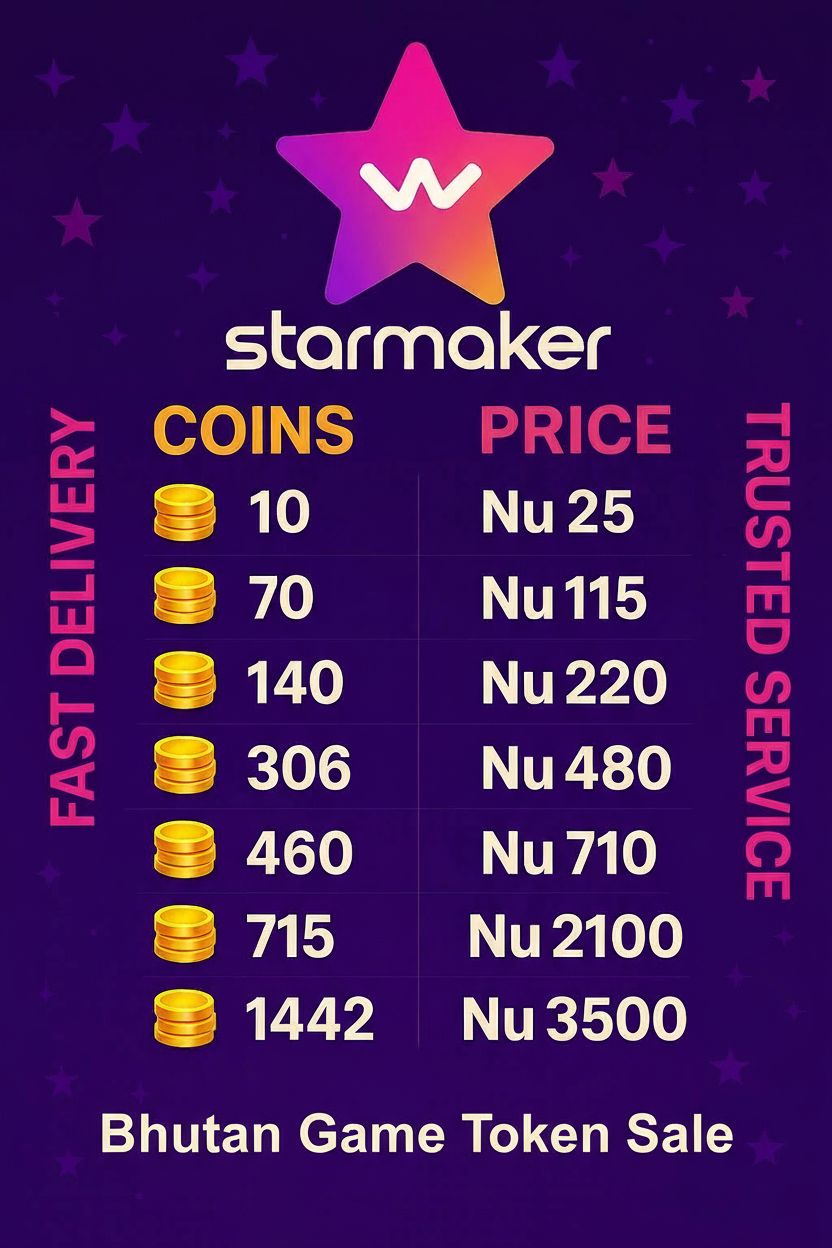 starmaker
COINS PRICE
10 Nu 25
70 Nu 115
140 Nu 220
306 Nu 480
460 Nu 710
715 Nu 2100
1442 Nu 3500
FAST DELIVERY
TRUSTED SERVICE
Bhutan Game Token Sale